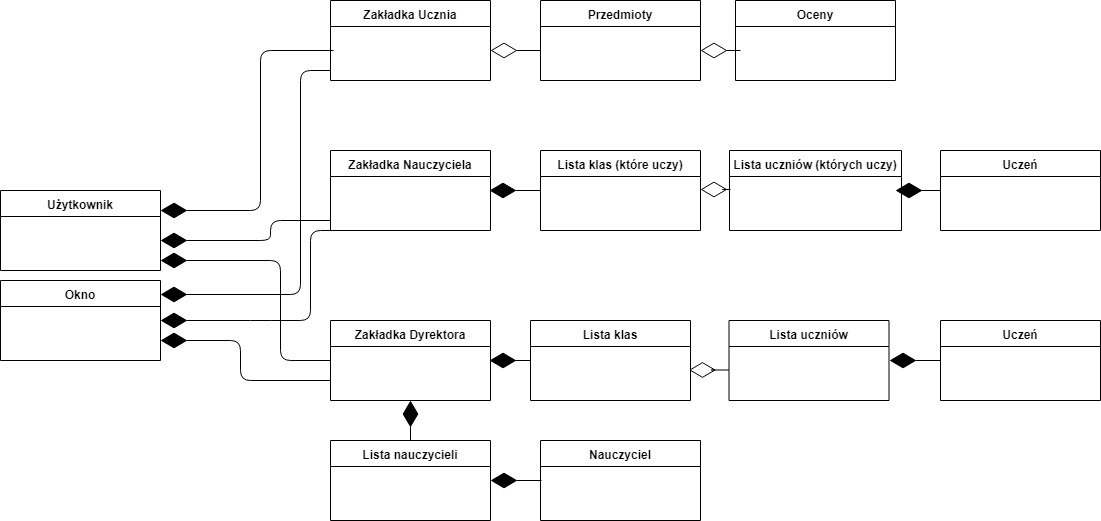 Zakładka Ucznia
Przedmioty
Oceny
Zakładka Nauczyciela
Lista klas (które uczy)
Lista uczniów (których uczy)
Uczeń
Użytkownik
Okno
Zakładka Dyrektora
Lista klas
Lista uczniów
Uczeń
Lista nauczycieli
Nauczyciel